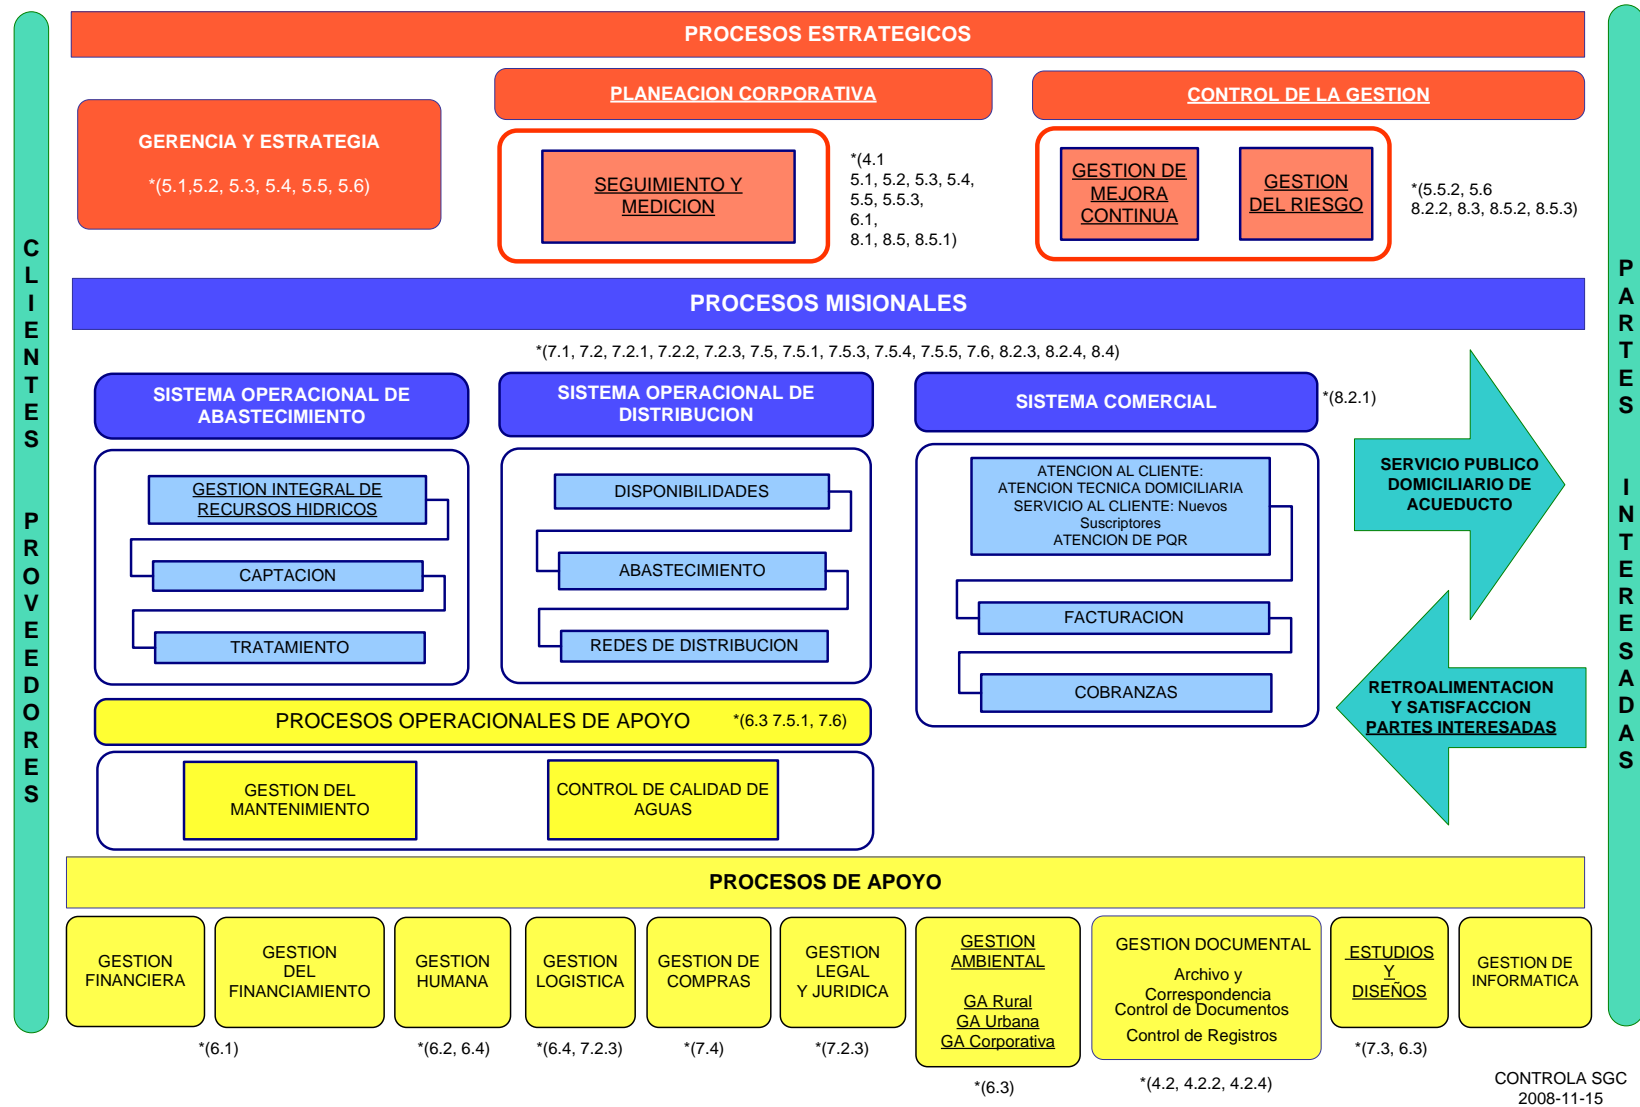 PROCESOS ESTRATEGICOS
GERENCIA Y ESTRATEGIA
*(5.1,5.2, 5.3, 5.4, 5.5, 5.6)
PLANEACION CORPORATIVA
SEGUIMIENTO Y
MEDICION
*(4.1
5.1, 5.2, 5.3, 5.4,
5.5, 5.5.3,
6.1,
8.1, 8.5, 8.5.1)
CONTROL DE LA GESTION
GESTION DE
MEJORA
CONTINUA
GESTION
DEL RIESGO
*(5.5.2, 5.6
8.2.2, 8.3, 8.5.2, 8.5.3)
CLIENTES PROVEEDORES
PARTES INTERESADAS
PROCESOS MISIONALES
*(7.1, 7.2, 7.2.1, 7.2.2, 7.2.3, 7.5, 7.5.1, 7.5.3, 7.5.4, 7.5.5, 7.6, 8.2.3, 8.2.4, 8.4)
SISTEMA OPERACIONAL DE
ABASTECIMIENTO
GESTION INTEGRAL DE
RECURSOS HIDRICOS
CAPTACION
TRATAMIENTO
SISTEMA OPERACIONAL DE
DISTRIBUCION
DISPONIBILIDADES
ABASTECIMIENTO
REDES DE DISTRIBUCION
SISTEMA COMERCIAL
*(8.2.1)
ATENCION AL CLIENTE:
ATENCION TECNICA DOMICILIARIA
SERVICIO AL CLIENTE: Nuevos
Suscriptores
ATENCION DE PQR
FACTURACION
COBRANZAS
SERVICIO PUBLICO
DOMICILIARIO DE
ACUEDUCTO
RETROALIMENTACION
Y SATISFACCION
PARTES INTERESADAS
PROCESOS OPERACIONALES DE APOYO *(6.3 7.5.1, 7.6)
GESTION DEL
MANTENIMIENTO
CONTROL DE CALIDAD DE
AGUAS
PROCESOS DE APOYO
GESTION
FINANCIERA
GESTION
DEL
FINANCIAMIENTO
*(6.1)
GESTION
HUMANA
*(6.2, 6.4)
GESTION
LOGISTICA
*(6.4, 7.2.3)
GESTION DE
COMPRAS
*(7.4)
GESTION
LEGAL
Y JURIDICA
*(7.2.3)
GESTION
AMBIENTAL
GA Rural
GA Urbana
GA Corporativa
*(6.3)
GESTION DOCUMENTAL
Archivo y
Correspondencia
Control de Documentos
Control de Registros
*(4.2, 4.2.2, 4.2.4)
ESTUDIOS
Y
DISEÑOS
*(7.3, 6.3)
GESTION DE
INFORMATICA
CONTROLA SGC
2008-11-15